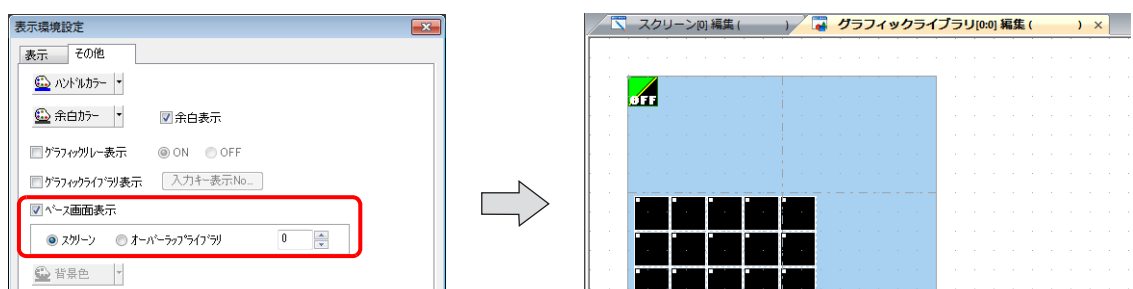 表示環境設定
表示 その他
ハンドルカラー
余白カラー 余白表示
グラフィックリレー表示 ON OFF
グラフィックライブラリ表示 入力キー表示No...
ベース画面表示
スクリーン オーバーラップライブラリ 0
背景色
スクリーン[0] 編集 ( ) グラフィックライブラリ[0:0] 編集 ( ) ×
OFF